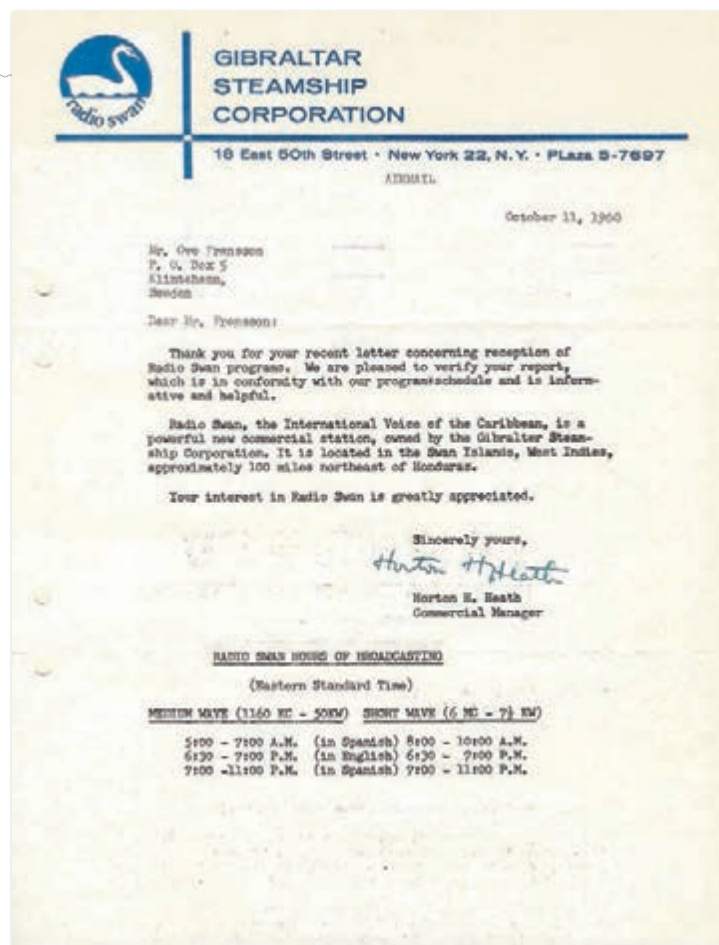 radio swan
GIBRALTAR
STEAMSHIP
CORPORATION
18 East 50th Street · New York 22, N.Y. · PLaza 5-7697
AIRMAIL
October 11, 1960
Mr. Ove Fransson
P. O. Box 5
Klintehamn,
Sweden
Dear Mr. Fransson:
Thank you for your recent letter concerning reception of
Radio Swan programs. We are pleased to verify your report,
which is in conformity with our program schedule and is inform-
ative and helpful.
Radio Swan, the International Voice of the Caribbean, is a
powerful new commercial station, owned by the Gibralter Steam-
ship Corporation. It is located in the Swan Islands, West Indies,
approximately 100 miles northeast of Honduras.
Your interest in Radio Swan is greatly appreciated.
Sincerely yours,
Horton H. Heath
Horton H. Heath
Commercial Manager
RADIO SWAN HOURS OF BROADCASTING
(Eastern Standard Time)
MEDIUM WAVE (1160 KC - 50KW) SHORT WAVE (6 MC - 7½ KW)
5:00 - 7:00 A.M. (in Spanish) 8:00 - 10:00 A.M.
6:30 - 7:00 P.M. (in English) 6:30 - 7:00 P.M.
7:00 -11:00 P.M. (in Spanish) 7:00 - 11:00 P.M.